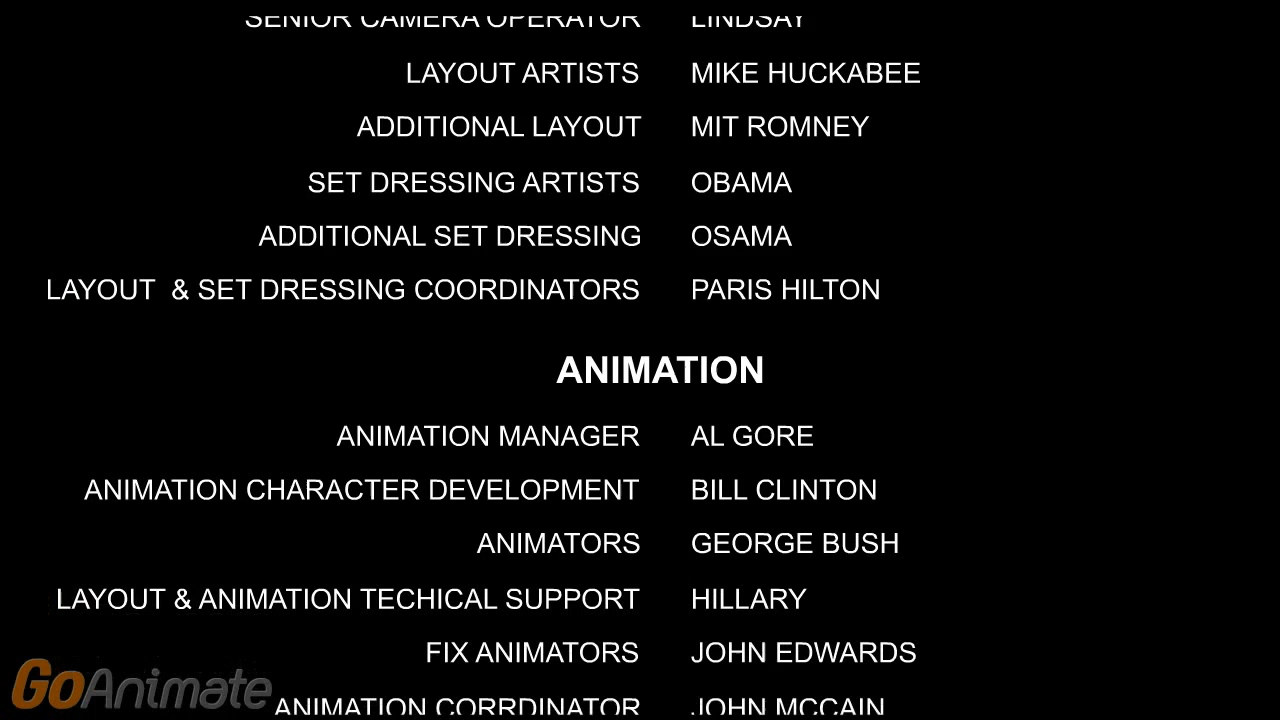 SENIOR CAMERA OPERATOR LINDSAY
LAYOUT ARTISTS MIKE HUCKABEE
ADDITIONAL LAYOUT MIT ROMNEY
SET DRESSING ARTISTS OBAMA
ADDITIONAL SET DRESSING OSAMA
LAYOUT & SET DRESSING COORDINATORS PARIS HILTON
ANIMATION
ANIMATION MANAGER AL GORE
ANIMATION CHARACTER DEVELOPMENT BILL CLINTON
ANIMATORS GEORGE BUSH
LAYOUT & ANIMATION TECHICAL SUPPORT HILLARY
FIX ANIMATORS JOHN EDWARDS
ANIMATION CORRDINATOR JOHN MCCAIN
GoAnimate